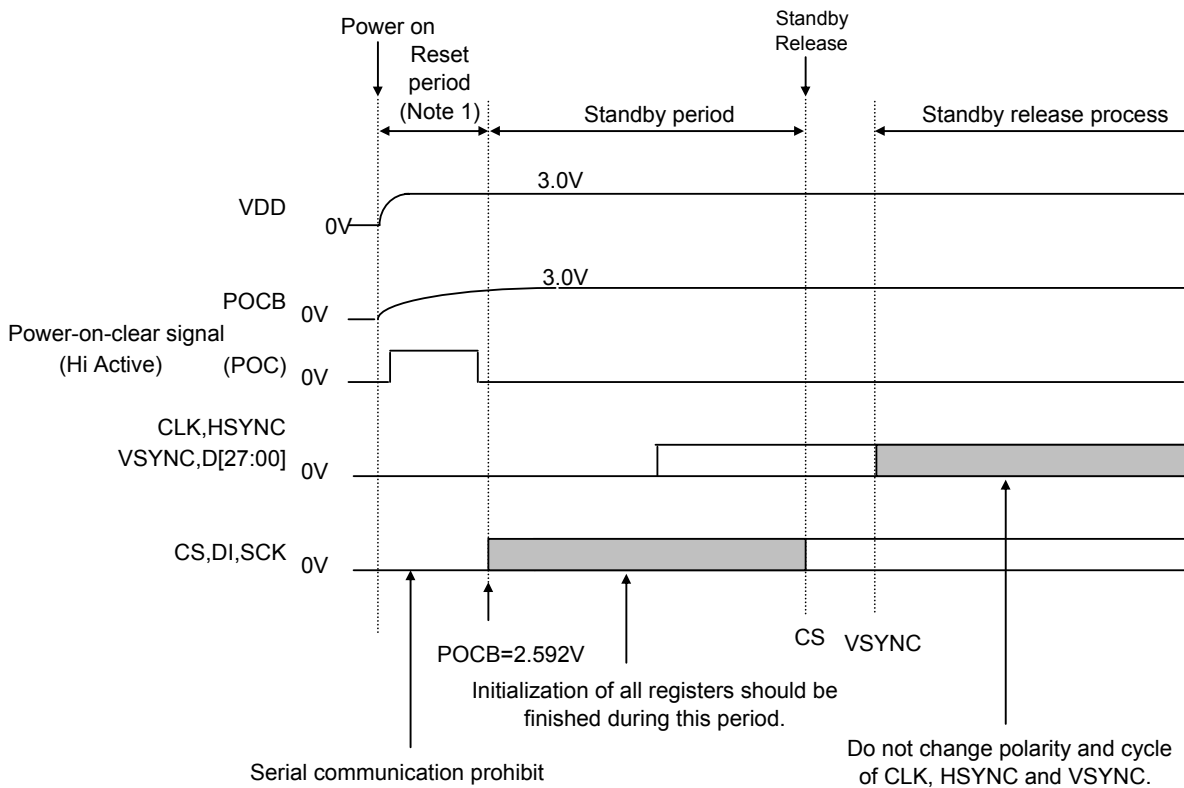 Power on
Standby
Release
Reset
period
(Note 1)
Standby period
Standby release process
3.0V
VDD
0V
3.0V
POCB
0V
Power-on-clear signal
(Hi Active)
(POC)
0V
CLK,HSYNC
VSYNC,D[27:00]
0V
CS,DI,SCK
0V
CS
VSYNC
POCB=2.592V
Initialization of all registers should be
finished during this period.
Do not change polarity and cycle
of CLK, HSYNC and VSYNC.
Serial communication prohibit